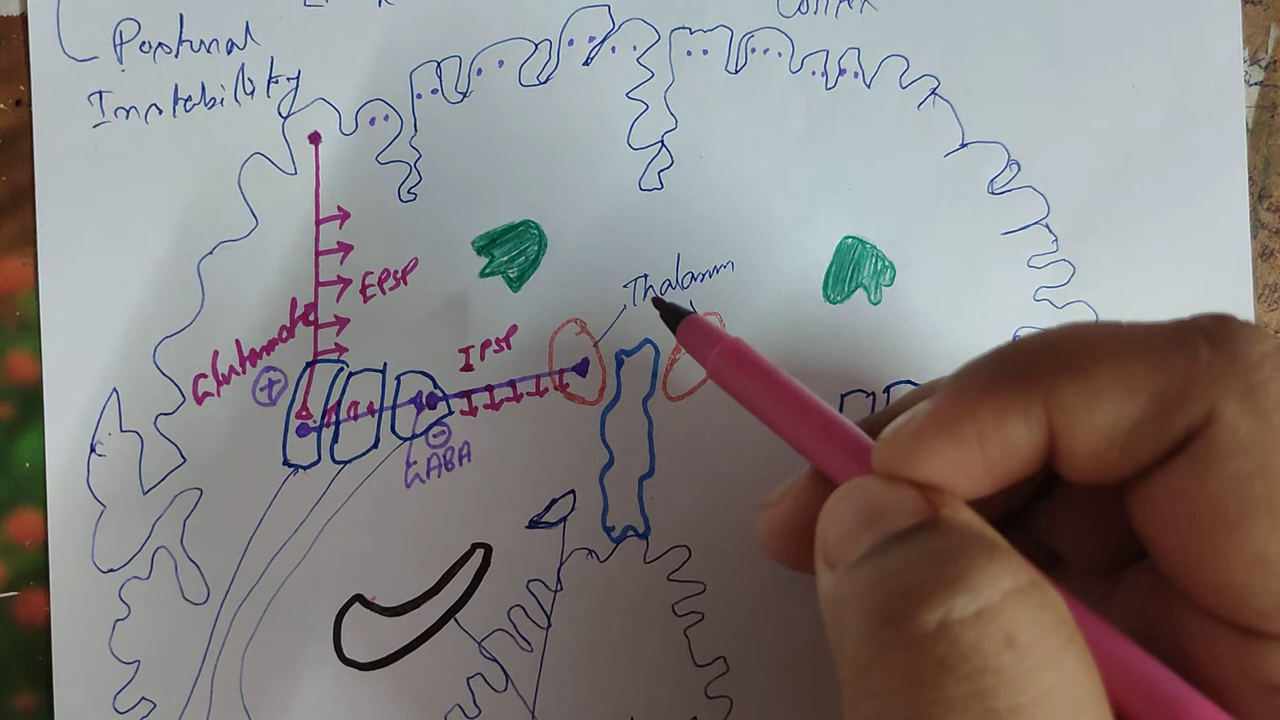 Postural
Instability
EPSP
Glutamate
+
IPSP
Thalamus
-
GABA